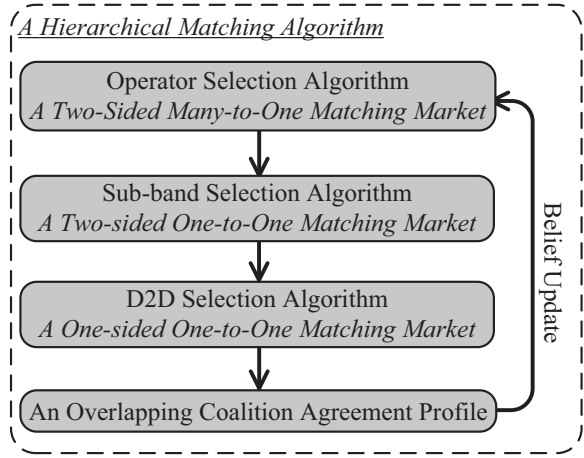 A Hierarchical Matching Algorithm
Operator Selection Algorithm
A Two-Sided Many-to-One Matching Market
Sub-band Selection Algorithm
A Two-sided One-to-One Matching Market
D2D Selection Algorithm
A One-sided One-to-One Matching Market
An Overlapping Coalition Agreement Profile
Belief Update